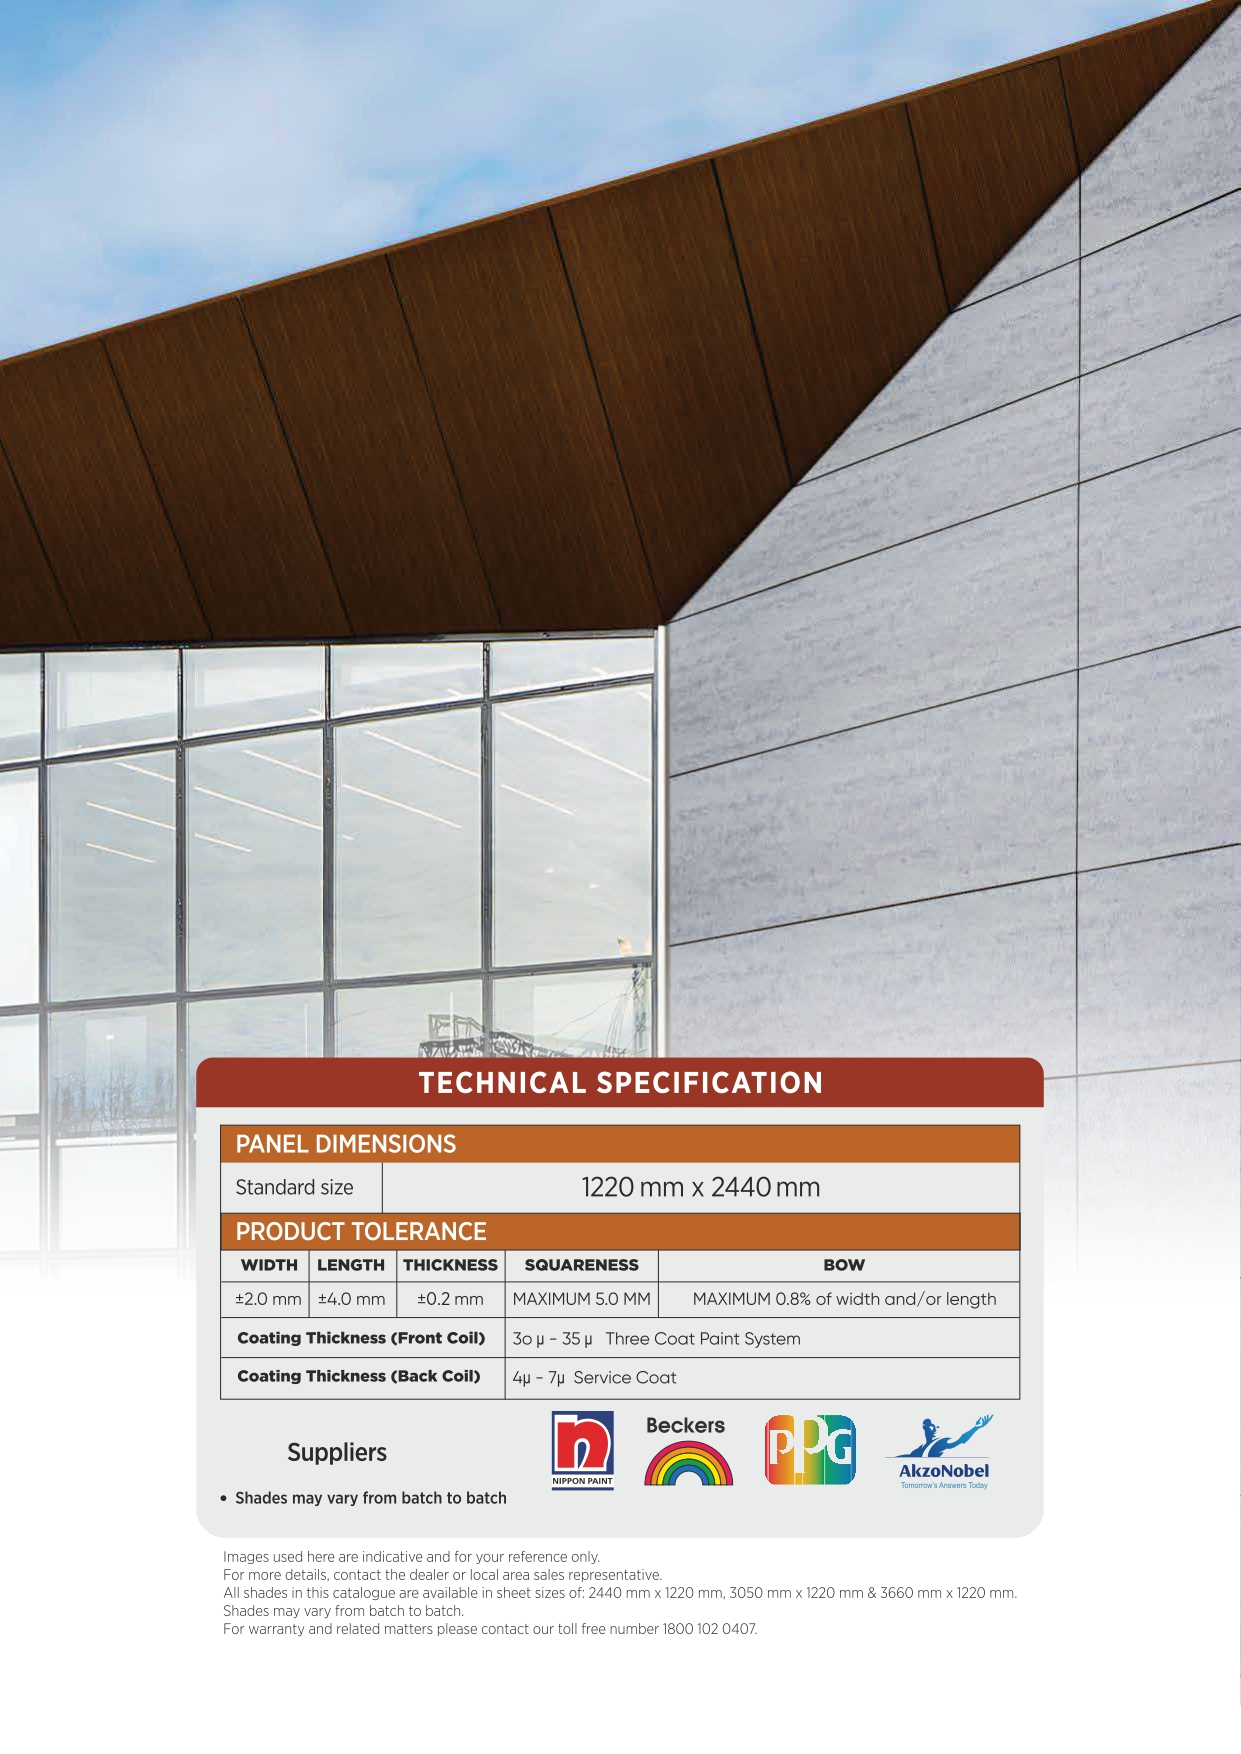 TECHNICAL SPECIFICATION
PANEL DIMENSIONS
Standard size 1220 mm x 2440 mm
PRODUCT TOLERANCE
WIDTH LENGTH THICKNESS SQUARENESS BOW
±2.0 mm ±4.0 mm ±0.2 mm MAXIMUM 5.0 MM MAXIMUM 0.8% of width and/or length
Coating Thickness (Front Coil) 3o µ - 35 µ Three Coat Paint System
Coating Thickness (Back Coil) 4µ - 7µ Service Coat
Suppliers
n
NIPPON PAINT
Beckers
PPG
AkzoNobel
Tomorrow's Answers Today
• Shades may vary from batch to batch
Images used here are indicative and for your reference only.
For more details, contact the dealer or local area sales representative.
All shades in this catalogue are available in sheet sizes of: 2440 mm x 1220 mm, 3050 mm x 1220 mm & 3660 mm x 1220 mm.
Shades may vary from batch to batch.
For warranty and related matters please contact our toll free number 1800 102 0407.